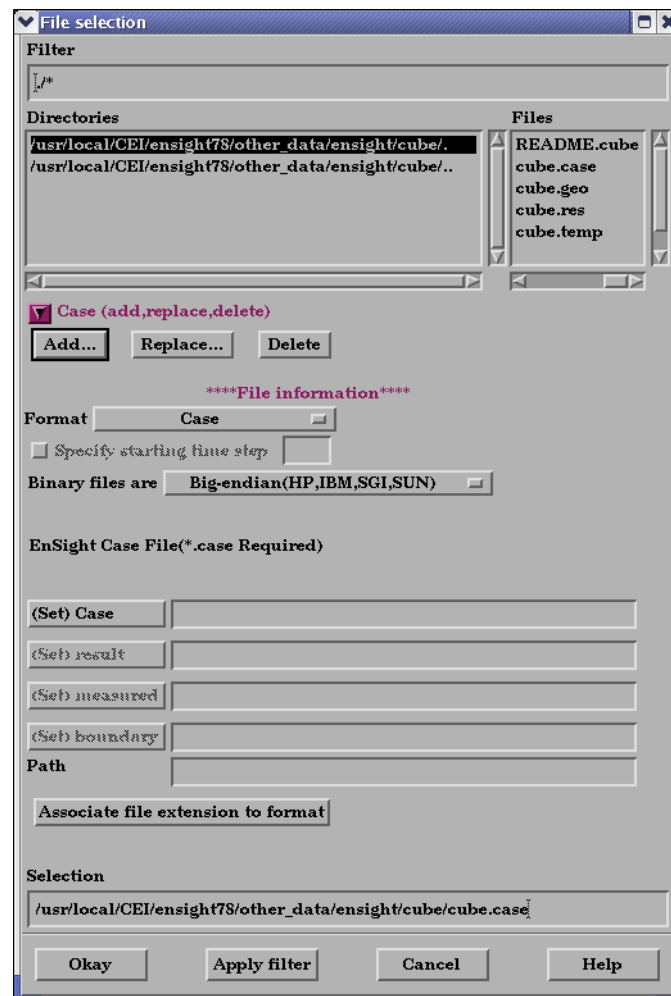 File selection
Filter
./*
Directories
/usr/local/CEI/ensight78/other_data/ensight/cube/.
/usr/local/CEI/ensight78/other_data/ensight/cube/..
Files
README.cube
cube.case
cube.geo
cube.res
cube.temp
Case (add,replace,delete)
Add...    Replace...    Delete
****File information****
Format    Case
Specify starting time step
Binary files are    Big-endian(HP,IBM,SGI,SUN)
EnSight Case File(*.case Required)
(Set) Case
(Set) result
(Set) measured
(Set) boundary
Path
Associate file extension to format
Selection
/usr/local/CEI/ensight78/other_data/ensight/cube/cube.case
Okay    Apply filter    Cancel    Help